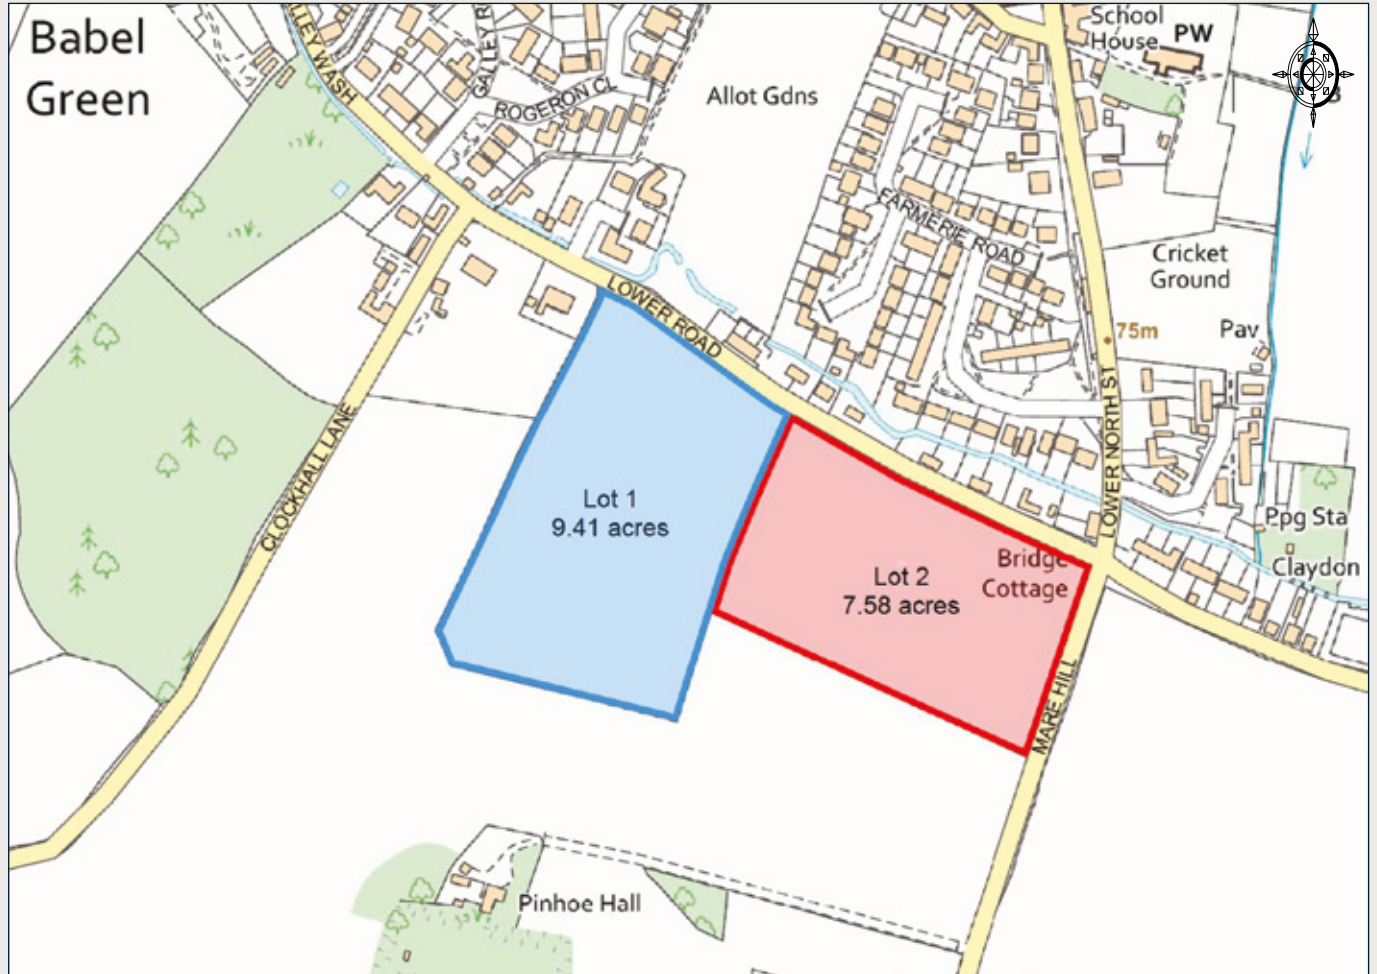 Babel
Green
LLEY WASH
GALLEYR
ROGERON CL
Allot Gdns
School
House
PW
FARMERIE ROAD
Cricket
Ground
LOWER ROAD
75m
Pav
LOWER NORTH ST
CLOCKHALL LANE
Lot 1
9.41 acres
Ppg Sta
Bridge
Cottage
Claydon
Lot 2
7.58 acres
MARE HILL
Pinhoe Hall